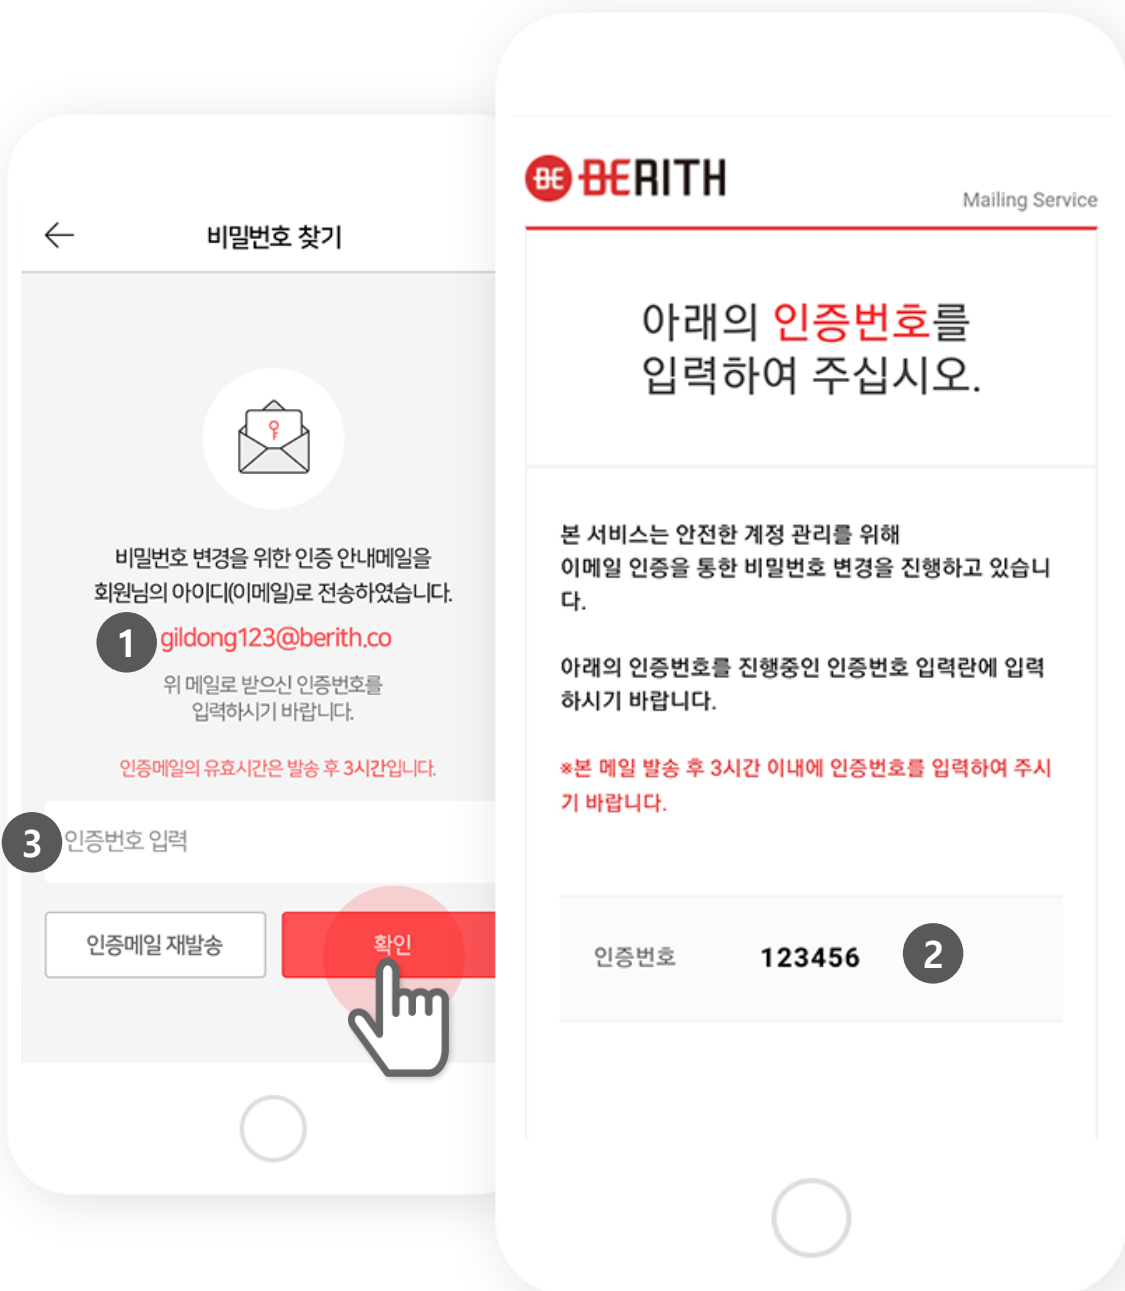 비밀번호 찾기
비밀번호 변경을 위한 인증 안내메일을
회원님의 아이디(이메일)로 전송하였습니다.
1 gildong123@berith.co
위 메일로 받으신 인증번호를
입력하시기 바랍니다.
인증메일의 유효시간은 발송 후 3시간입니다.
3 인증번호 입력
인증메일 재발송 확인
BE BERITH
Mailing Service
아래의 인증번호를
입력하여 주십시오.
본 서비스는 안전한 계정 관리를 위해
이메일 인증을 통한 비밀번호 변경을 진행하고 있습니
다.
아래의 인증번호를 진행중인 인증번호 입력란에 입력
하시기 바랍니다.
※본 메일 발송 후 3시간 이내에 인증번호를 입력하여 주시
기 바랍니다.
인증번호 123456 2